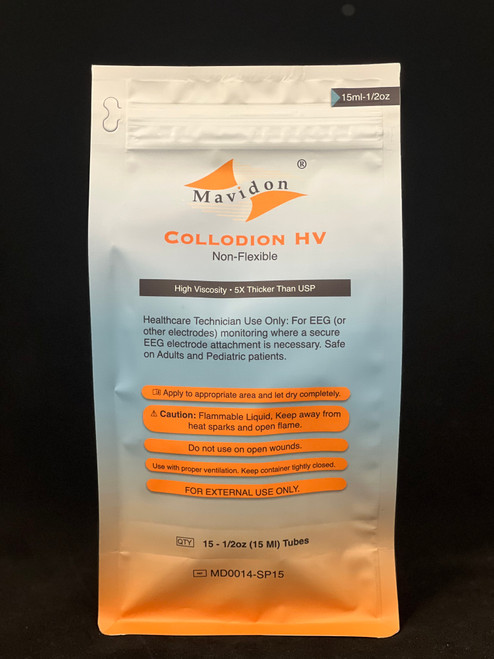 15ml-1/2oz
®
Mavidon
COLLODION HV
Non-Flexible
High Viscosity • 5X Thicker Than USP
Healthcare Technician Use Only: For EEG (or
other electrodes) monitoring where a secure
EEG electrode attachment is necessary. Safe
on Adults and Pediatric patients.
Apply to appropriate area and let dry completely.
⚠ Caution: Flammable Liquid, Keep away from
heat sparks and open flame.
Do not use on open wounds.
Use with proper ventilation. Keep container tightly closed.
FOR EXTERNAL USE ONLY.
QTY 15 - 1/2oz (15 Ml) Tubes
MD0014-SP15